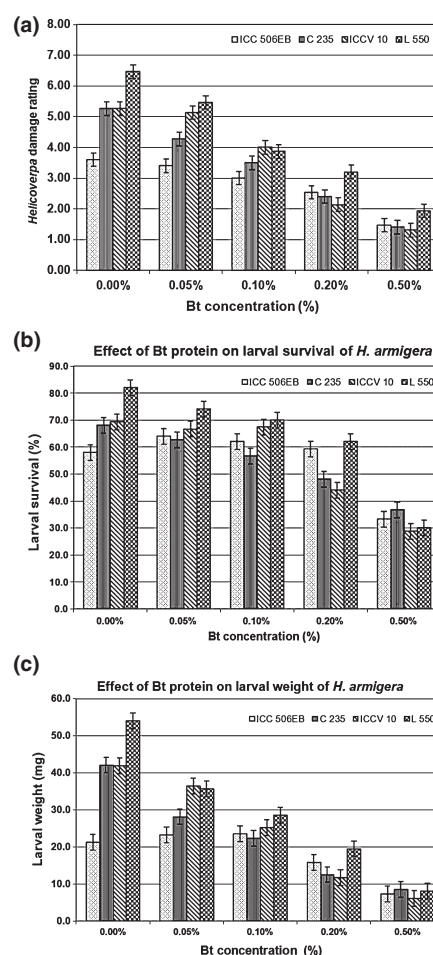 (a)
ICC 506EB C 235 ICCV 10 L 550
8.00
7.00
6.00
5.00
4.00
3.00
2.00
1.00
0.00
Helicoverpa damage rating
0.00% 0.05% 0.10% 0.20% 0.50%
Bt concentration (%)
(b)
Effect of Bt protein on larval survival of H. armigera
ICC 506EB C 235 ICCV 10 L 550
90.0
80.0
70.0
60.0
50.0
40.0
30.0
20.0
10.0
0.0
Larval survival (%)
0.00% 0.05% 0.10% 0.20% 0.50%
Bt concentration (%)
(c)
Effect of Bt protein on larval weight of H. armigera
ICC 506EB C 235 ICCV 10 L 550
60.0
50.0
40.0
30.0
20.0
10.0
0.0
Larval weight (mg)
0.00% 0.05% 0.10% 0.20% 0.50%
Bt concentration (%)